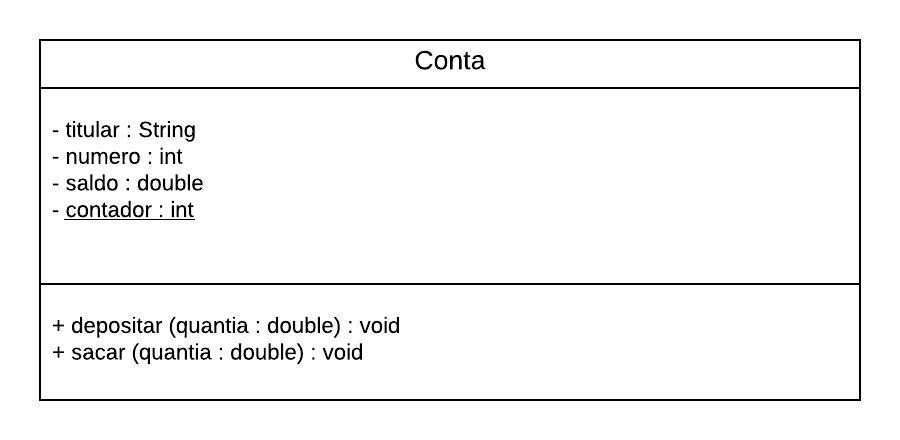 Conta
- titular : String
- numero : int
- saldo : double
- contador : int
+ depositar (quantia : double) : void
+ sacar (quantia : double) : void